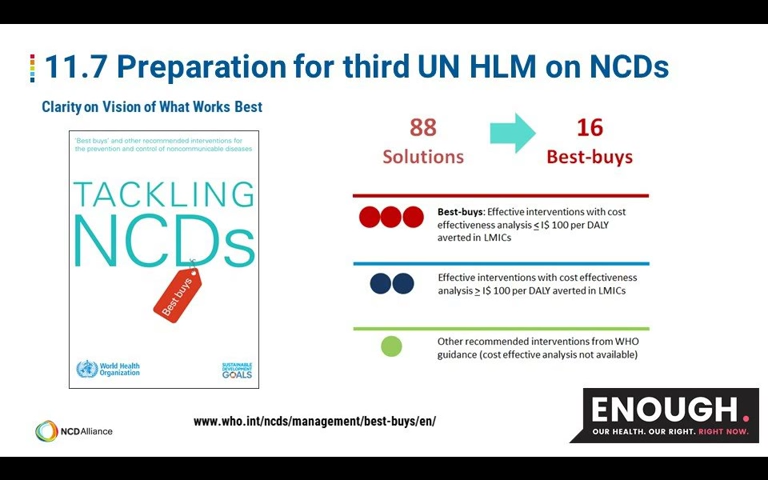 11.7 Preparation for third UN HLM on NCDs
Clarity on Vision of What Works Best
'Best buys' and other recommended interventions for
the prevention and control of noncommunicable diseases
TACKLING
NCDs
Best buys
World Health
Organization
SUSTAINABLE
DEVELOPMENT
GOALS
88
Solutions
16
Best-buys
Best-buys: Effective interventions with cost
effectiveness analysis ≤ I$ 100 per DALY
averted in LMICs
Effective interventions with cost effectiveness
analysis ≥ I$ 100 per DALY averted in LMICs
Other recommended interventions from WHO
guidance (cost effective analysis not available)
www.who.int/ncds/management/best-buys/en/
NCDAlliance
ENOUGH.
OUR HEALTH. OUR RIGHT. RIGHT NOW.